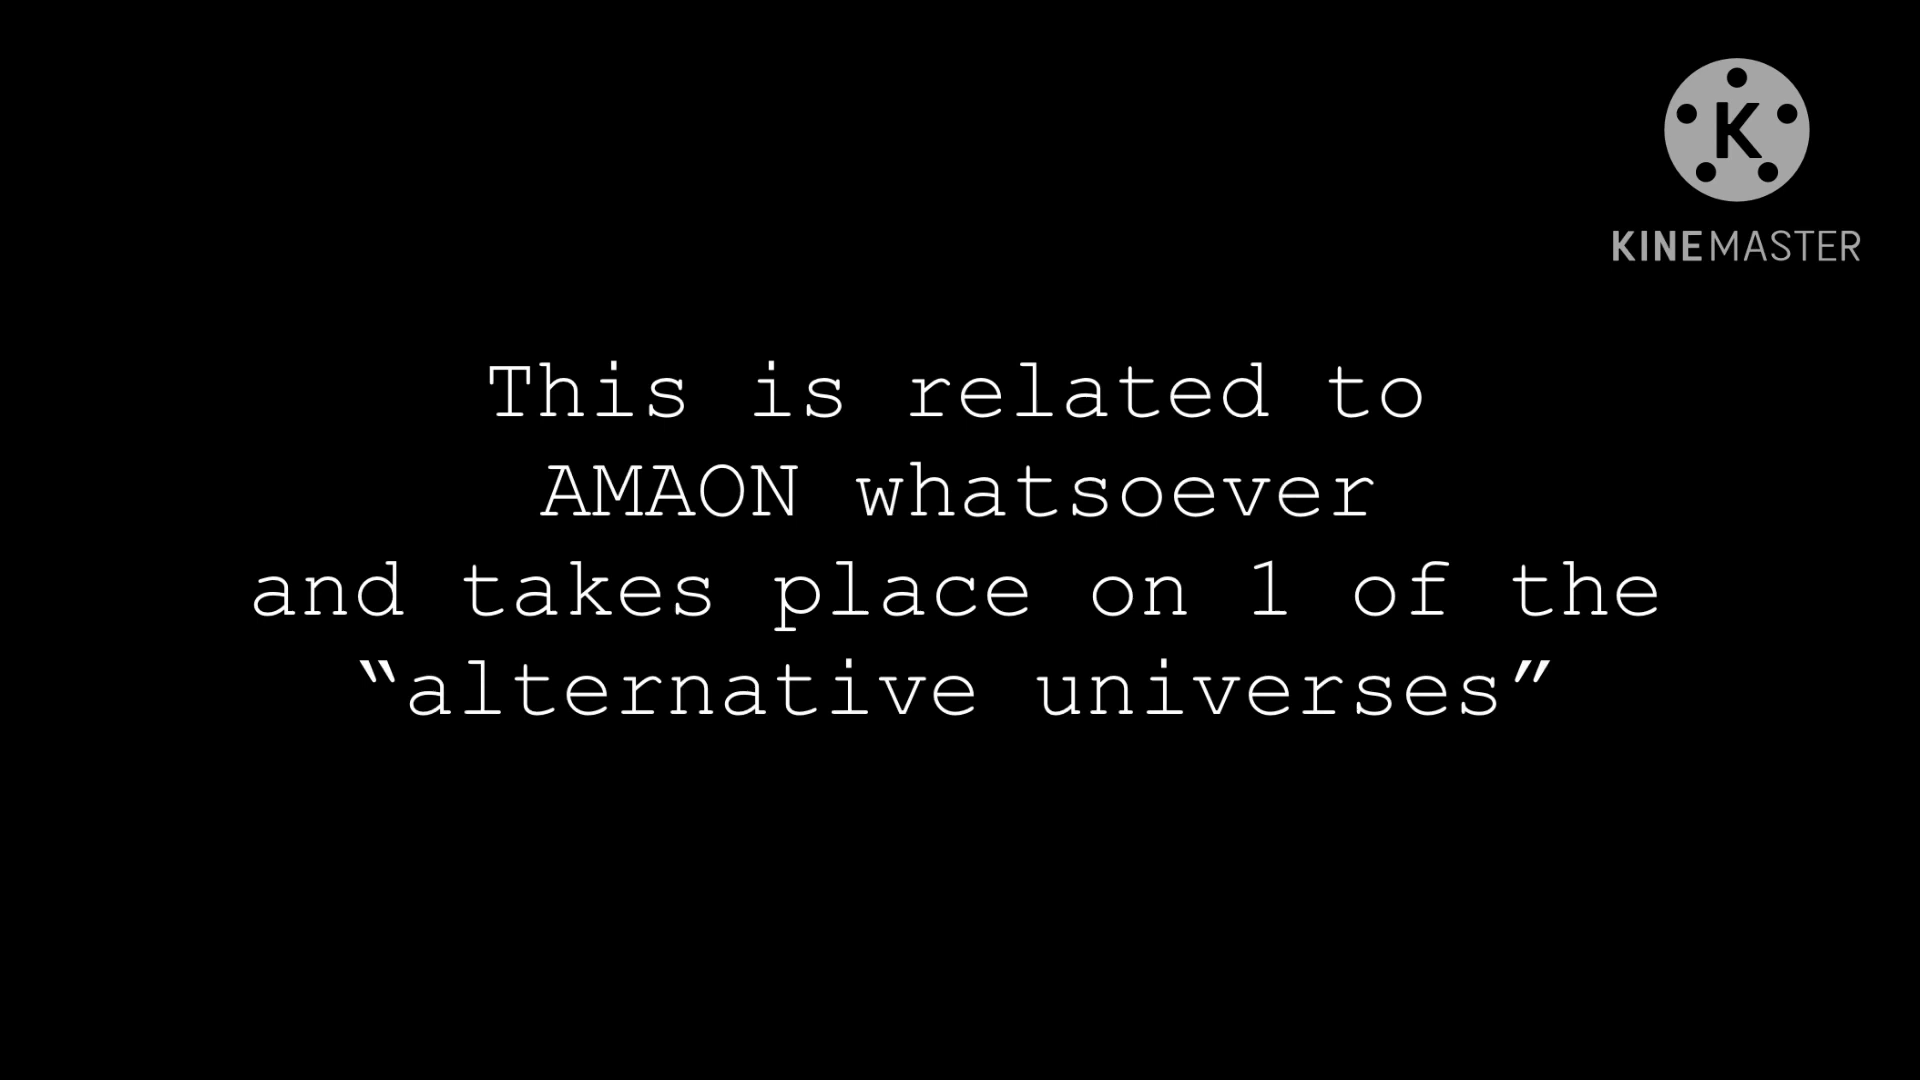 K
KINEMASTER
This is related to
AMAON whatsoever
and takes place on 1 of the
“alternative universes”